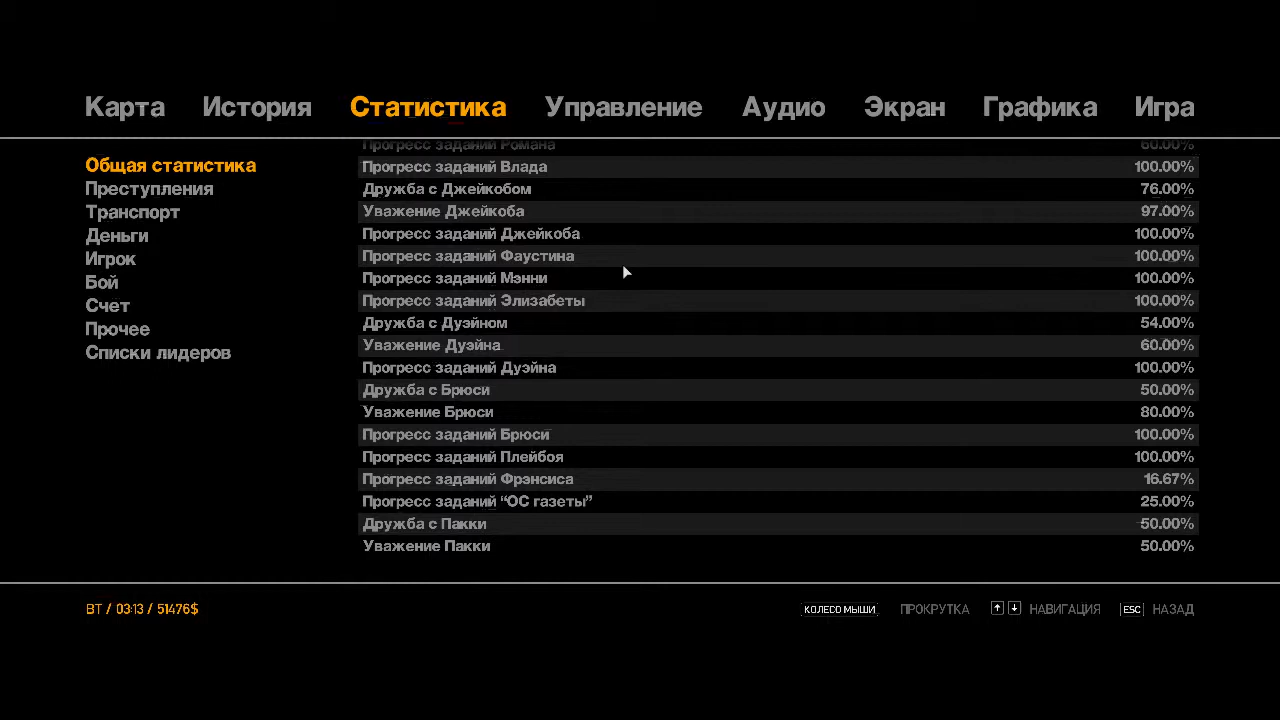 Карта История Статистика Управление Аудио Экран Графика Игра
Общая статистика
Преступления
Транспорт
Деньги
Игрок
Бой
Счет
Прочее
Списки лидеров
Прогресс заданий Романа 60.00%
Прогресс заданий Влада 100.00%
Дружба с Джейкобом 76.00%
Уважение Джейкоба 97.00%
Прогресс заданий Джейкоба 100.00%
Прогресс заданий Фаустина 100.00%
Прогресс заданий Мэнни 100.00%
Прогресс заданий Элизабеты 100.00%
Дружба с Дуэйном 54.00%
Уважение Дуэйна 60.00%
Прогресс заданий Дуэйна 100.00%
Дружба с Брюси 50.00%
Уважение Брюси 80.00%
Прогресс заданий Брюси 100.00%
Прогресс заданий Плейбоя 100.00%
Прогресс заданий Фрэнсиса 16.67%
Прогресс заданий “ОС газеты” 25.00%
Дружба с Пакки 50.00%
Уважение Пакки 50.00%
ВТ / 03:13 / 51476$
КОЛЕСО МЫШИ ПРОКРУТКА НАВИГАЦИЯ ESC НАЗАД